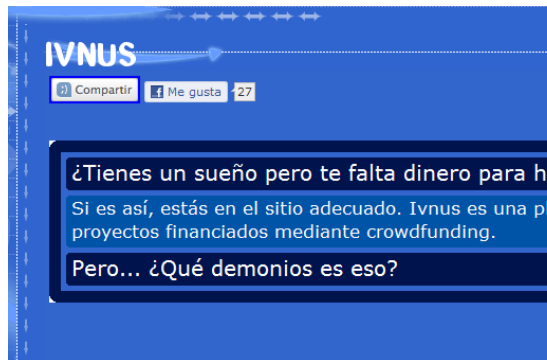 IVNUS
Compartir Me gusta 27
¿Tienes un sueño pero te falta dinero para h
Si es así, estás en el sitio adecuado. Ivnus es una p
proyectos financiados mediante crowdfunding.
Pero... ¿Qué demonios es eso?